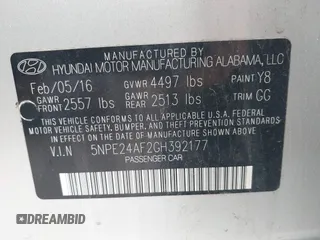 MANUFACTURED BY
HYUNDAI MOTOR MANUFACTURING ALABAMA, LLC
Feb/05/16 GVWR 4497 lbs PAINT Y8
GAWR FRONT 2557 lbs GAWR REAR 2513 lbs TRIM GG
THIS VEHICLE CONFORMS TO ALL APPLICABLE U.S.
FEDERAL MOTOR VEHICLE SAFETY, BUMPER, AND
THEFT PREVENTION STANDARDS IN EFFECT ON THE
DATE OF MANUFACTURE SHOWN ABOVE.
V.I.N 5NPE24AF2GH392177
PASSENGER CAR
DREAMBID